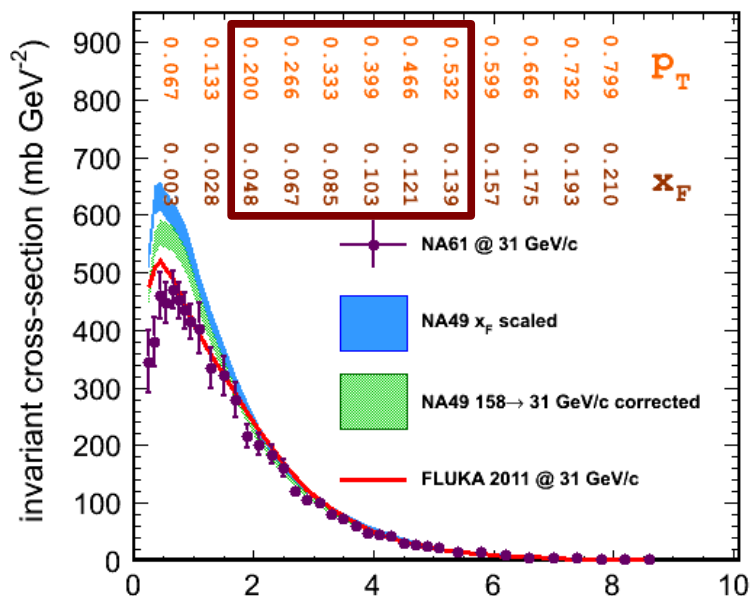 900
800
700
600
500
400
300
200
100
0
0 2 4 6 8 10
invariant cross-section (mb GeV⁻²)
0.067 0.133 0.200 0.266 0.333 0.399 0.466 0.532 0.599 0.666 0.732 0.799 p_T
0.003 0.028 0.048 0.067 0.085 0.103 0.121 0.139 0.157 0.175 0.193 0.210 x_F
NA61 @ 31 GeV/c
NA49 x_F scaled
NA49 158→ 31 GeV/c corrected
FLUKA 2011 @ 31 GeV/c